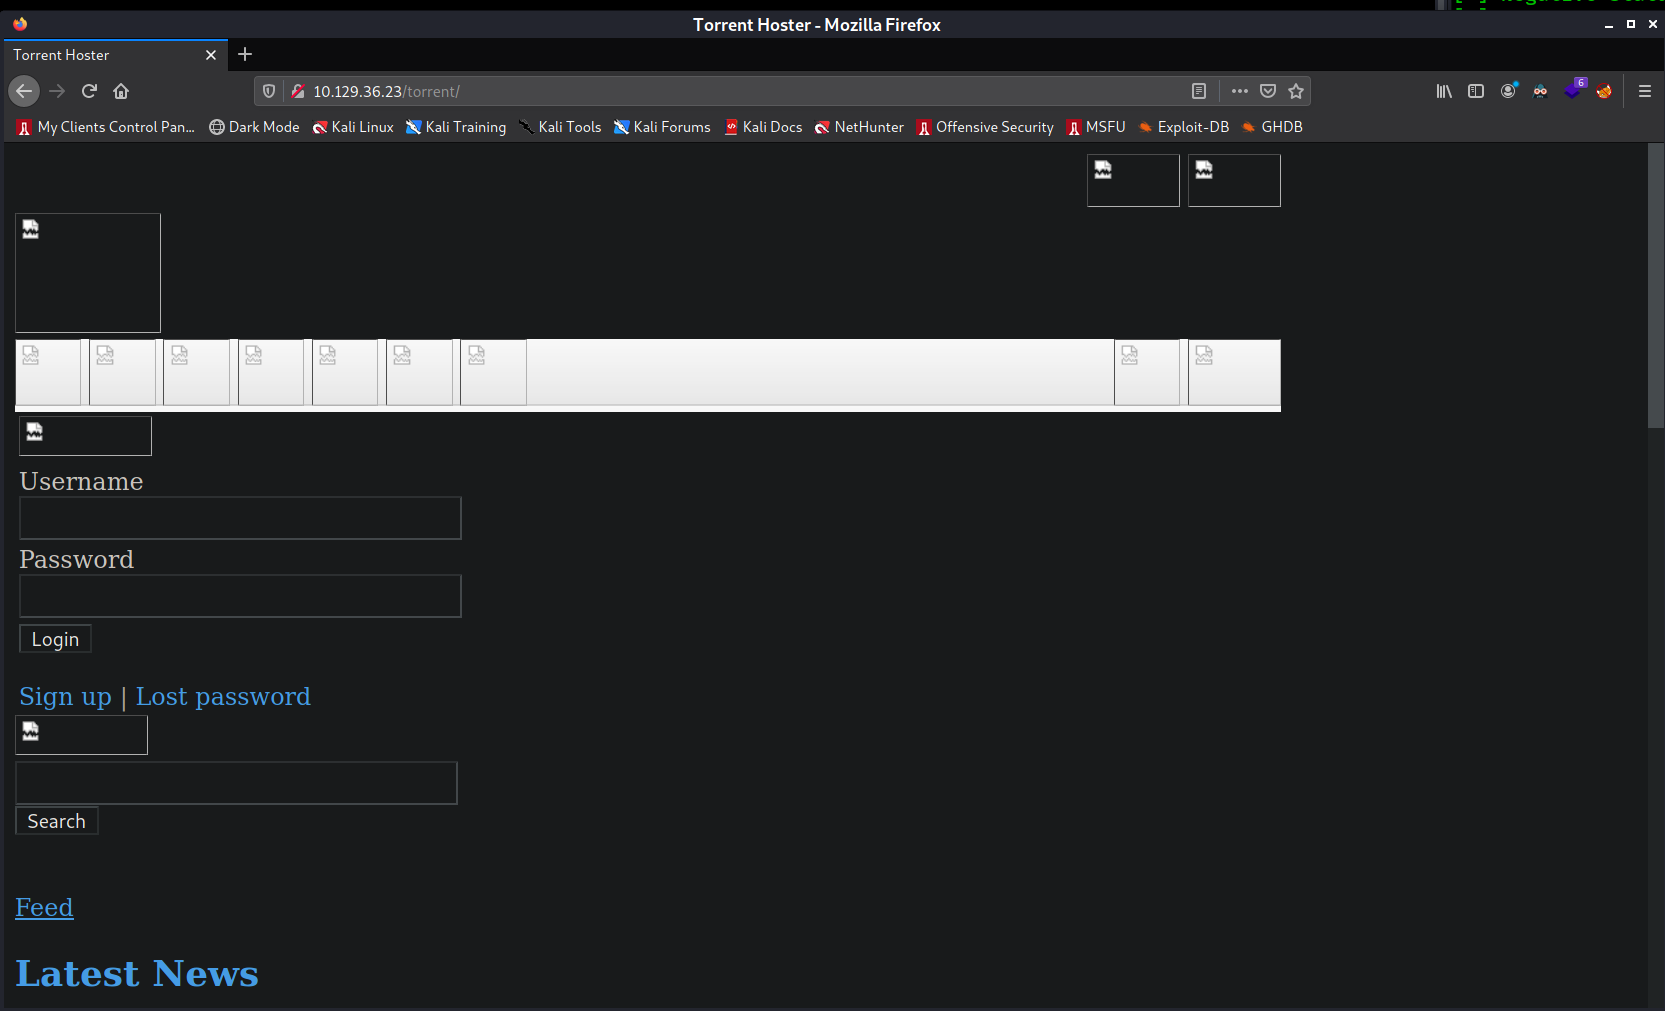 Torrent Hoster - Mozilla Firefox
Torrent Hoster
10.129.36.23/torrent/
6
My Clients Control Pan… Dark Mode Kali Linux Kali Training Kali Tools Kali Forums Kali Docs NetHunter Offensive Security MSFU Exploit-DB GHDB
Username
Password
Login
Sign up | Lost password
Search
Feed
Latest News